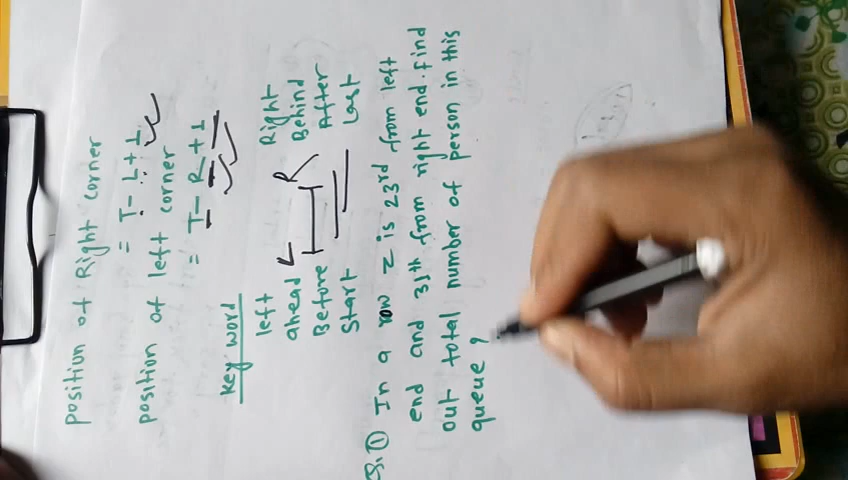 position of Right corner
= T - L + 1
position of left corner
= T - R + 1
Key word
left Right
ahead R Behind
Before After
Start Last
Q.① In a row Z is 23rd from left
end and 31th from right end. find
out total number of person in this
queue ?